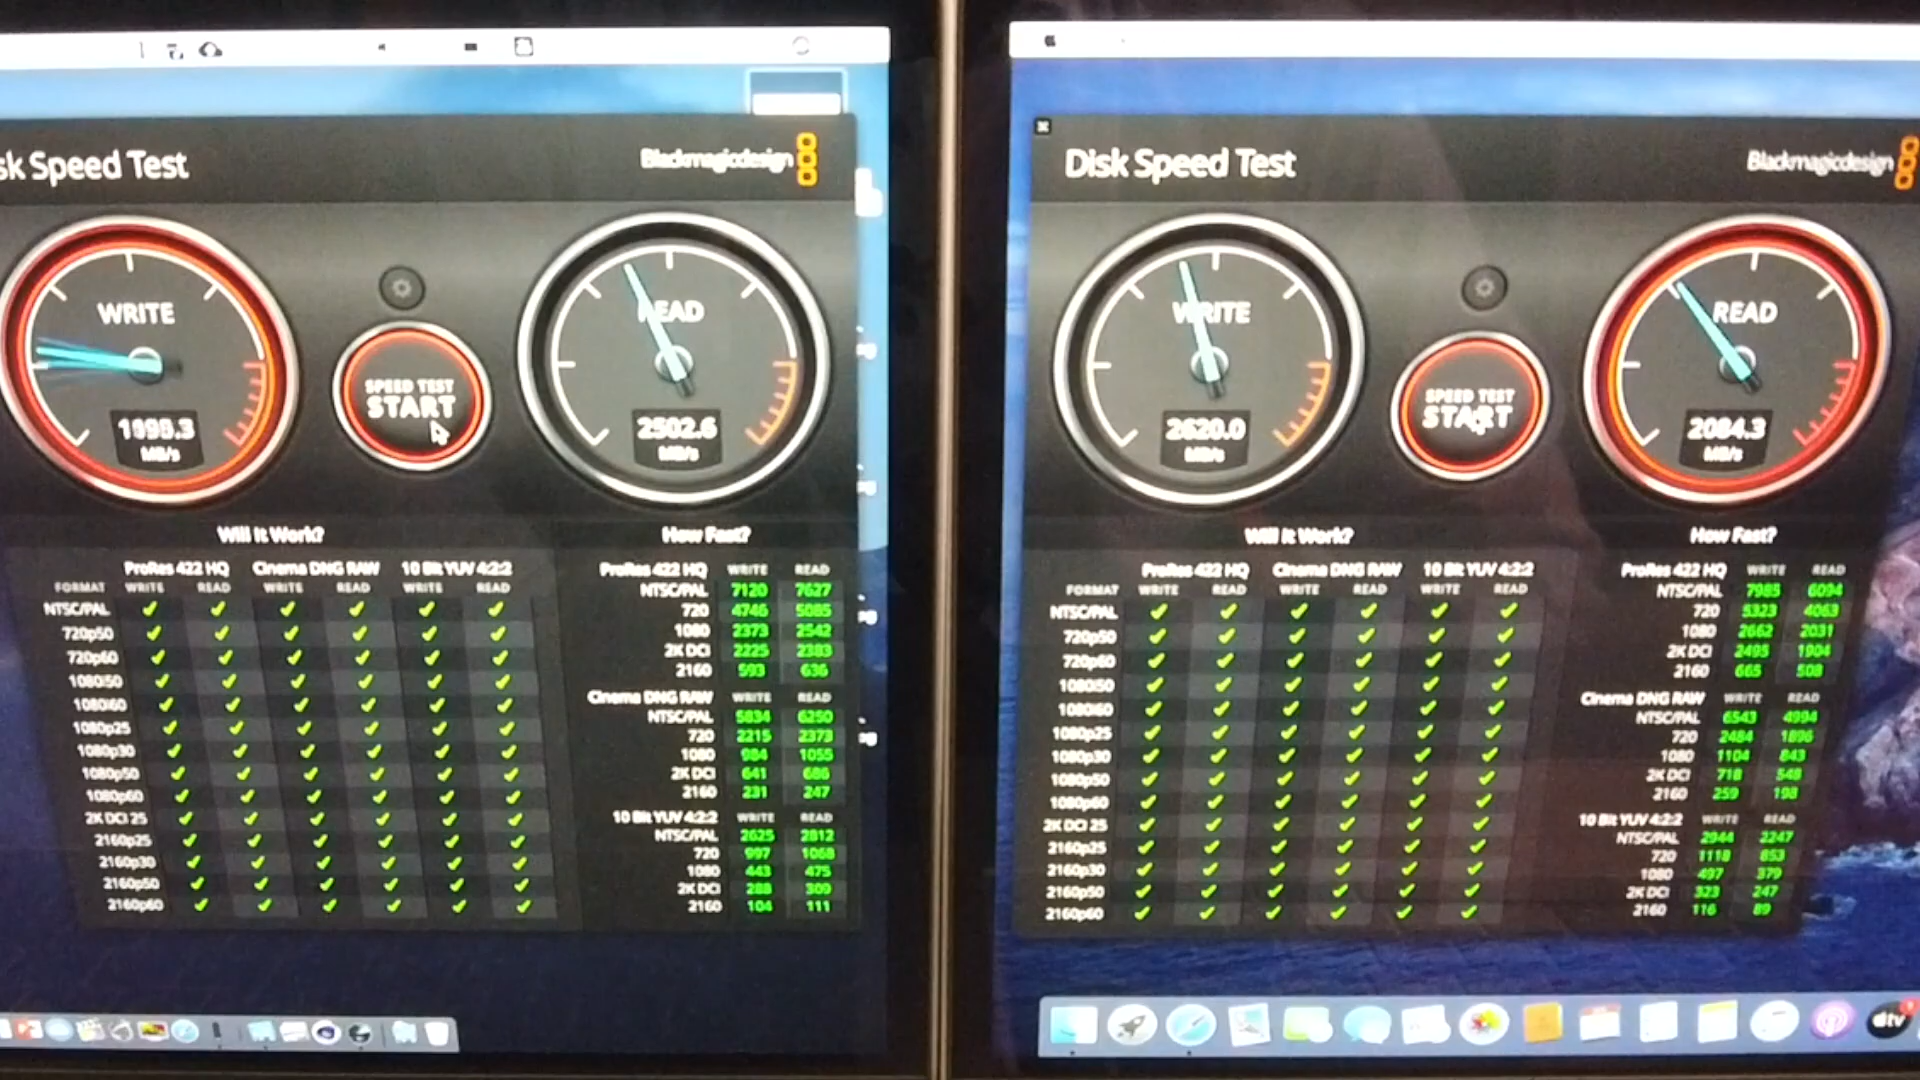 sk Speed Test
Blackmagicdesign
WRITE
SPEED TEST
START
READ
MB/s
2502.6
MB/s
Will It Work?
How Fast?
ProRes 422 HQ Cinema DNG RAW 10 Bit YUV 4:2:2
FORMAT WRITE READ WRITE READ WRITE READ
NTSC/PAL
720p50
720p60
1080i50
1080i60
1080p25
1080p30
1080p50
1080p60
2K DCI 25
2160p25
2160p30
2160p50
2160p60
ProRes 422 HQ WRITE READ
NTSC/PAL 7120 7627
720 4746 5085
1080 2373 2542
2K DCI 2225 2383
2160 593 636
Cinema DNG RAW WRITE READ
NTSC/PAL 5834 6250
720 2215 2373
1080 984 1055
2K DCI 641 686
2160 231 247
10 Bit YUV 4:2:2 WRITE READ
NTSC/PAL 2625 2812
720 997 1068
1080 443 475
2K DCI 288 309
2160 104 111
Disk Speed Test
Blackmagicdesign
WRITE
2620.0
MB/s
SPEED TEST
START
READ
2084.3
MB/s
Will It Work?
How Fast?
ProRes 422 HQ Cinema DNG RAW 10 Bit YUV 4:2:2
FORMAT WRITE READ WRITE READ WRITE READ
NTSC/PAL
720p50
720p60
1080i50
1080i60
1080p25
1080p30
1080p50
1080p60
2K DCI 25
2160p25
2160p30
2160p50
2160p60
ProRes 422 HQ WRITE READ
NTSC/PAL 7985 6094
720 5323 4063
1080 2662 2031
2K DCI 2495 1904
2160 665 508
Cinema DNG RAW WRITE READ
NTSC/PAL 6543 4994
720 2484 1896
1080 1104 843
2K DCI 718 548
2160 259 198
10 Bit YUV 4:2:2 WRITE READ
NTSC/PAL 2944 2247
720 1118 853
1080 497 379
2K DCI 323 247
2160 116 89
tv